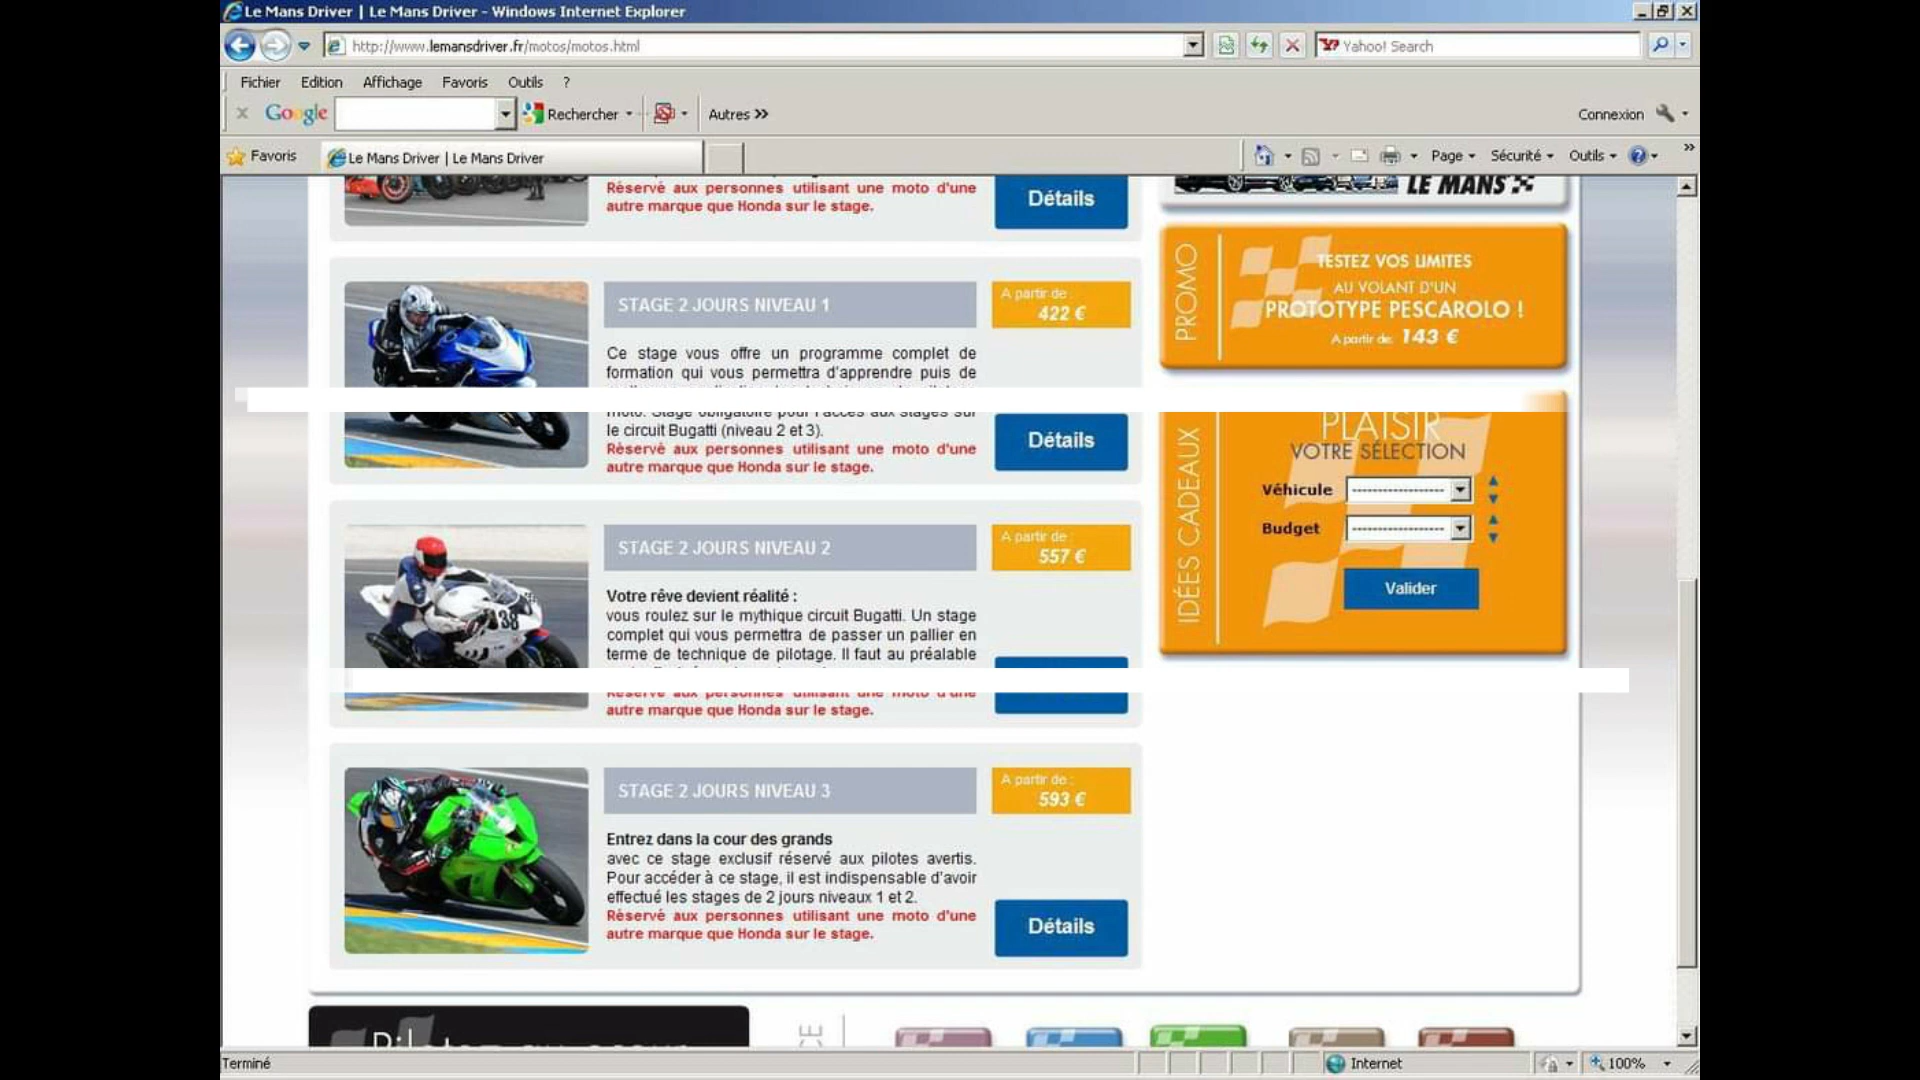 Le Mans Driver | Le Mans Driver - Windows Internet Explorer
http://www.lemansdriver.fr/motos/motos.html
Yahoo! Search
Fichier Edition Affichage Favoris Outils ?
x Google Rechercher Autres >>
Connexion
Favoris
Le Mans Driver | Le Mans Driver
Page Sécurité Outils
Réservé aux personnes utilisant une moto d'une
autre marque que Honda sur le stage.
Détails
STAGE 2 JOURS NIVEAU 1
A partir de :
422 €
Ce stage vous offre un programme complet de
formation qui vous permettra d'apprendre puis de
moto. Stage obligatoire pour l'accès aux stages sur
le circuit Bugatti (niveau 2 et 3).
Réservé aux personnes utilisant une moto d'une
autre marque que Honda sur le stage.
Détails
STAGE 2 JOURS NIVEAU 2
A partir de :
557 €
Votre rêve devient réalité :
vous roulez sur le mythique circuit Bugatti. Un stage
complet qui vous permettra de passer un pallier en
terme de technique de pilotage. Il faut au préalable
Réservé aux personnes utilisant une moto d'une
autre marque que Honda sur le stage.
38
STAGE 2 JOURS NIVEAU 3
A partir de :
593 €
Entrez dans la cour des grands
avec ce stage exclusif réservé aux pilotes avertis.
Pour accéder à ce stage, il est indispensable d'avoir
effectué les stages de 2 jours niveaux 1 et 2.
Réservé aux personnes utilisant une moto d'une
autre marque que Honda sur le stage.
Détails
LE MANS
PROMO
TESTEZ VOS LIMITES
AU VOLANT D'UN
PROTOTYPE PESCAROLO !
A partir de: 143 €
IDÉES CADEAUX
PLAISIR
VOTRE SÉLECTION
Véhicule ------------------
Budget ------------------
Valider
Terminé
Internet
100%